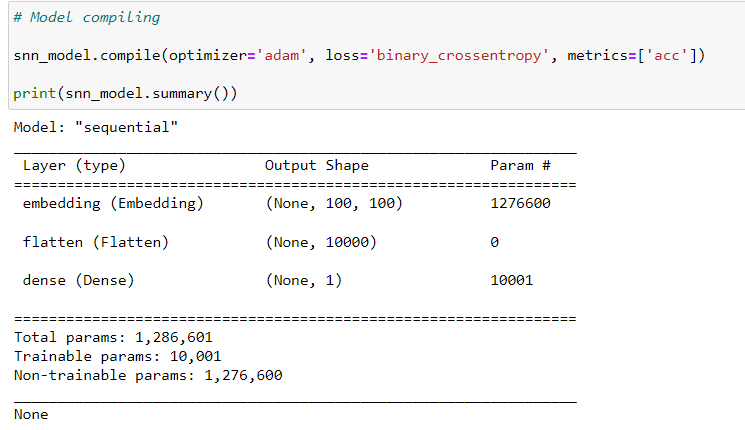 # Model compiling
snn_model.compile(optimizer='adam', loss='binary_crossentropy', metrics=['acc'])
print(snn_model.summary())
Model: "sequential"
_________________________________________________________________
Layer (type)                Output Shape              Param #
=================================================================
embedding (Embedding)       (None, 100, 100)          1276600
flatten (Flatten)           (None, 10000)             0
dense (Dense)               (None, 1)                 10001
=================================================================
Total params: 1,286,601
Trainable params: 10,001
Non-trainable params: 1,276,600
_________________________________________________________________
None